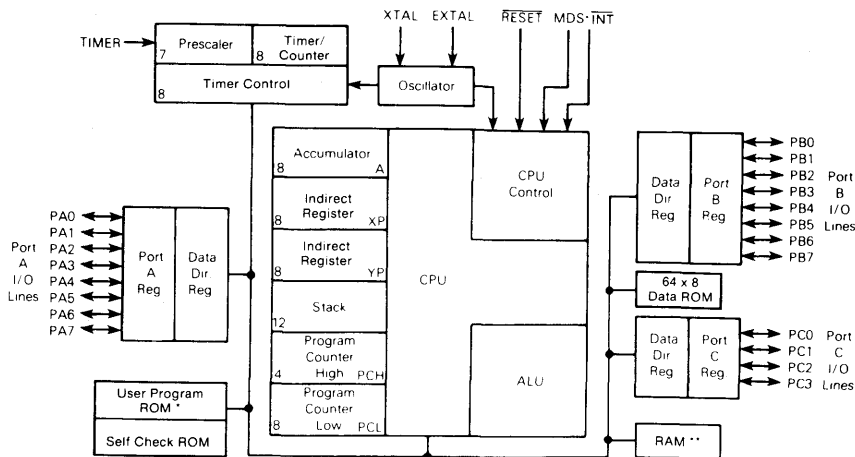 XTAL EXTAL RESET MDS·INT
TIMER
Prescaler
7
Timer/
Counter
8
Timer Control
8
Oscillator
Accumulator
8 A
Indirect
Register
8 XP
Indirect
Register
8 YP
Stack
12
Program
Counter
High
4 PCH
Program
Counter
Low
8 PCL
CPU
CPU
Control
ALU
Port
A
I/O
Lines
PA0
PA1
PA2
PA3
PA4
PA5
PA6
PA7
Port
A
Reg
Data
Dir.
Reg
User Program
ROM *
Self Check ROM
Data
Dir
Reg
Port
B
Reg
PB0
PB1
PB2
PB3
PB4
PB5
PB6
PB7
Port
B
I/O
Lines
64 x 8
Data ROM
Data
Dir
Reg
Port
C
Reg
PC0
PC1
PC2
PC3
Port
C
I/O
Lines
RAM **